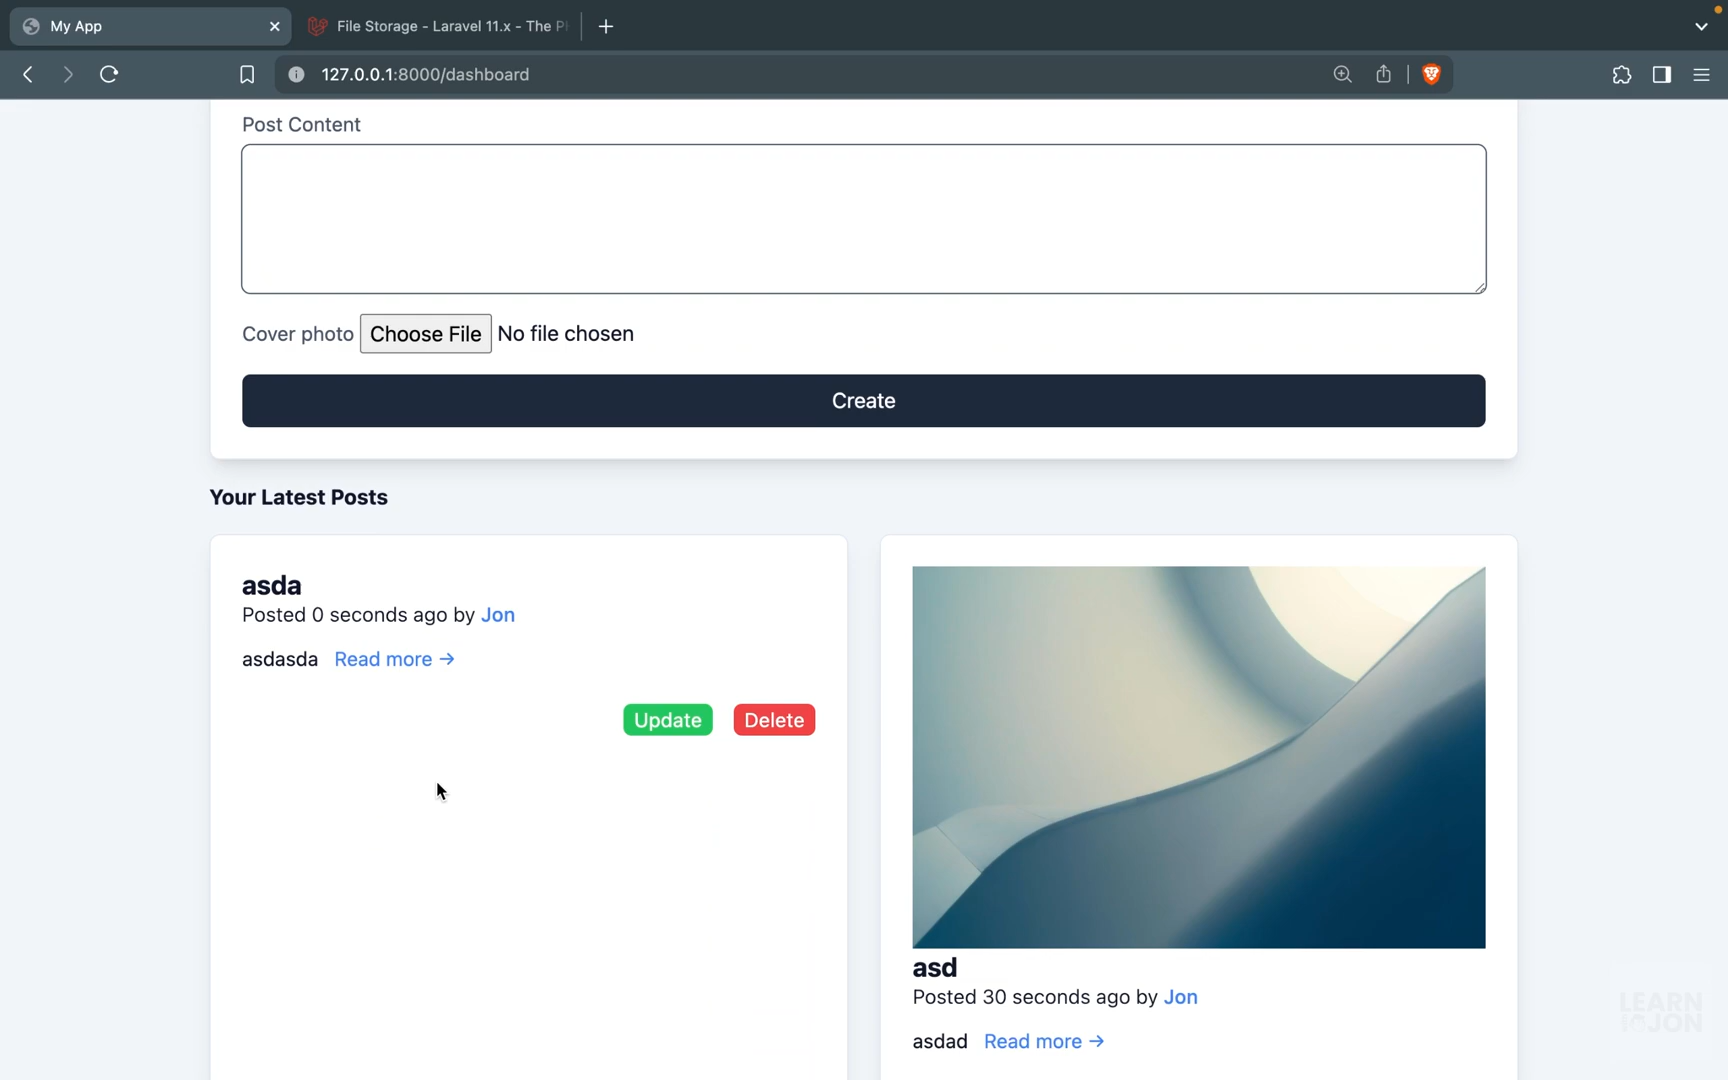 My App
File Storage - Laravel 11.x - The P
127.0.0.1:8000/dashboard
Post Content
Cover photo Choose File No file chosen
Create
Your Latest Posts
asda
Posted 0 seconds ago by Jon
asdasda Read more →
Update Delete
asd
Posted 30 seconds ago by Jon
asdad Read more →
LEARN
JON